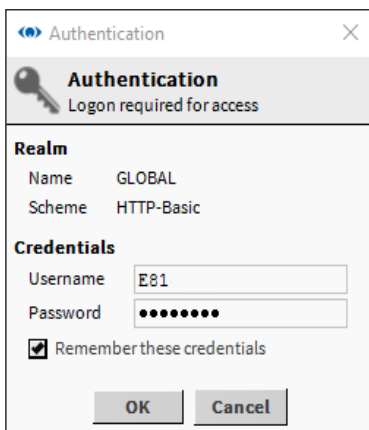 Authentication
Authentication
Logon required for access
Realm
Name GLOBAL
Scheme HTTP-Basic
Credentials
Username E81
Password ●●●●●●●●
Remember these credentials
OK Cancel